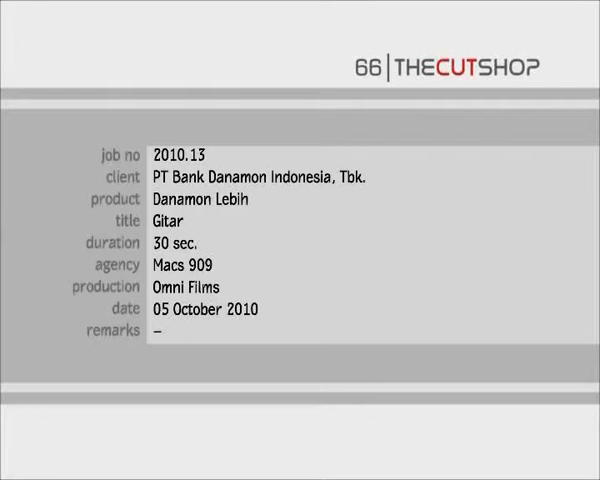 66|THECUTSHOP
job no 2010.13
client PT Bank Danamon Indonesia, Tbk.
product Danamon Lebih
title Gitar
duration 30 sec.
agency Macs 909
production Omni Films
date 05 October 2010
remarks –